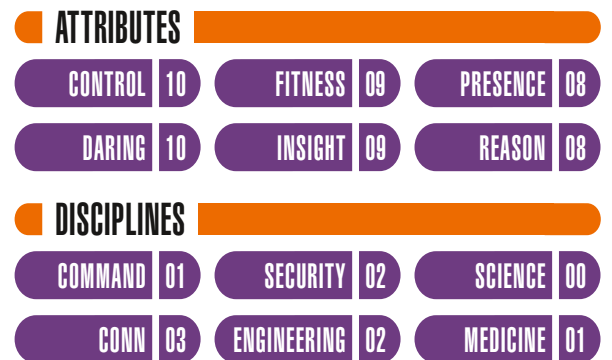 ATTRIBUTES
CONTROL 10 FITNESS 09 PRESENCE 08
DARING 10 INSIGHT 09 REASON 08
DISCIPLINES
COMMAND 01 SECURITY 02 SCIENCE 00
CONN 03 ENGINEERING 02 MEDICINE 01